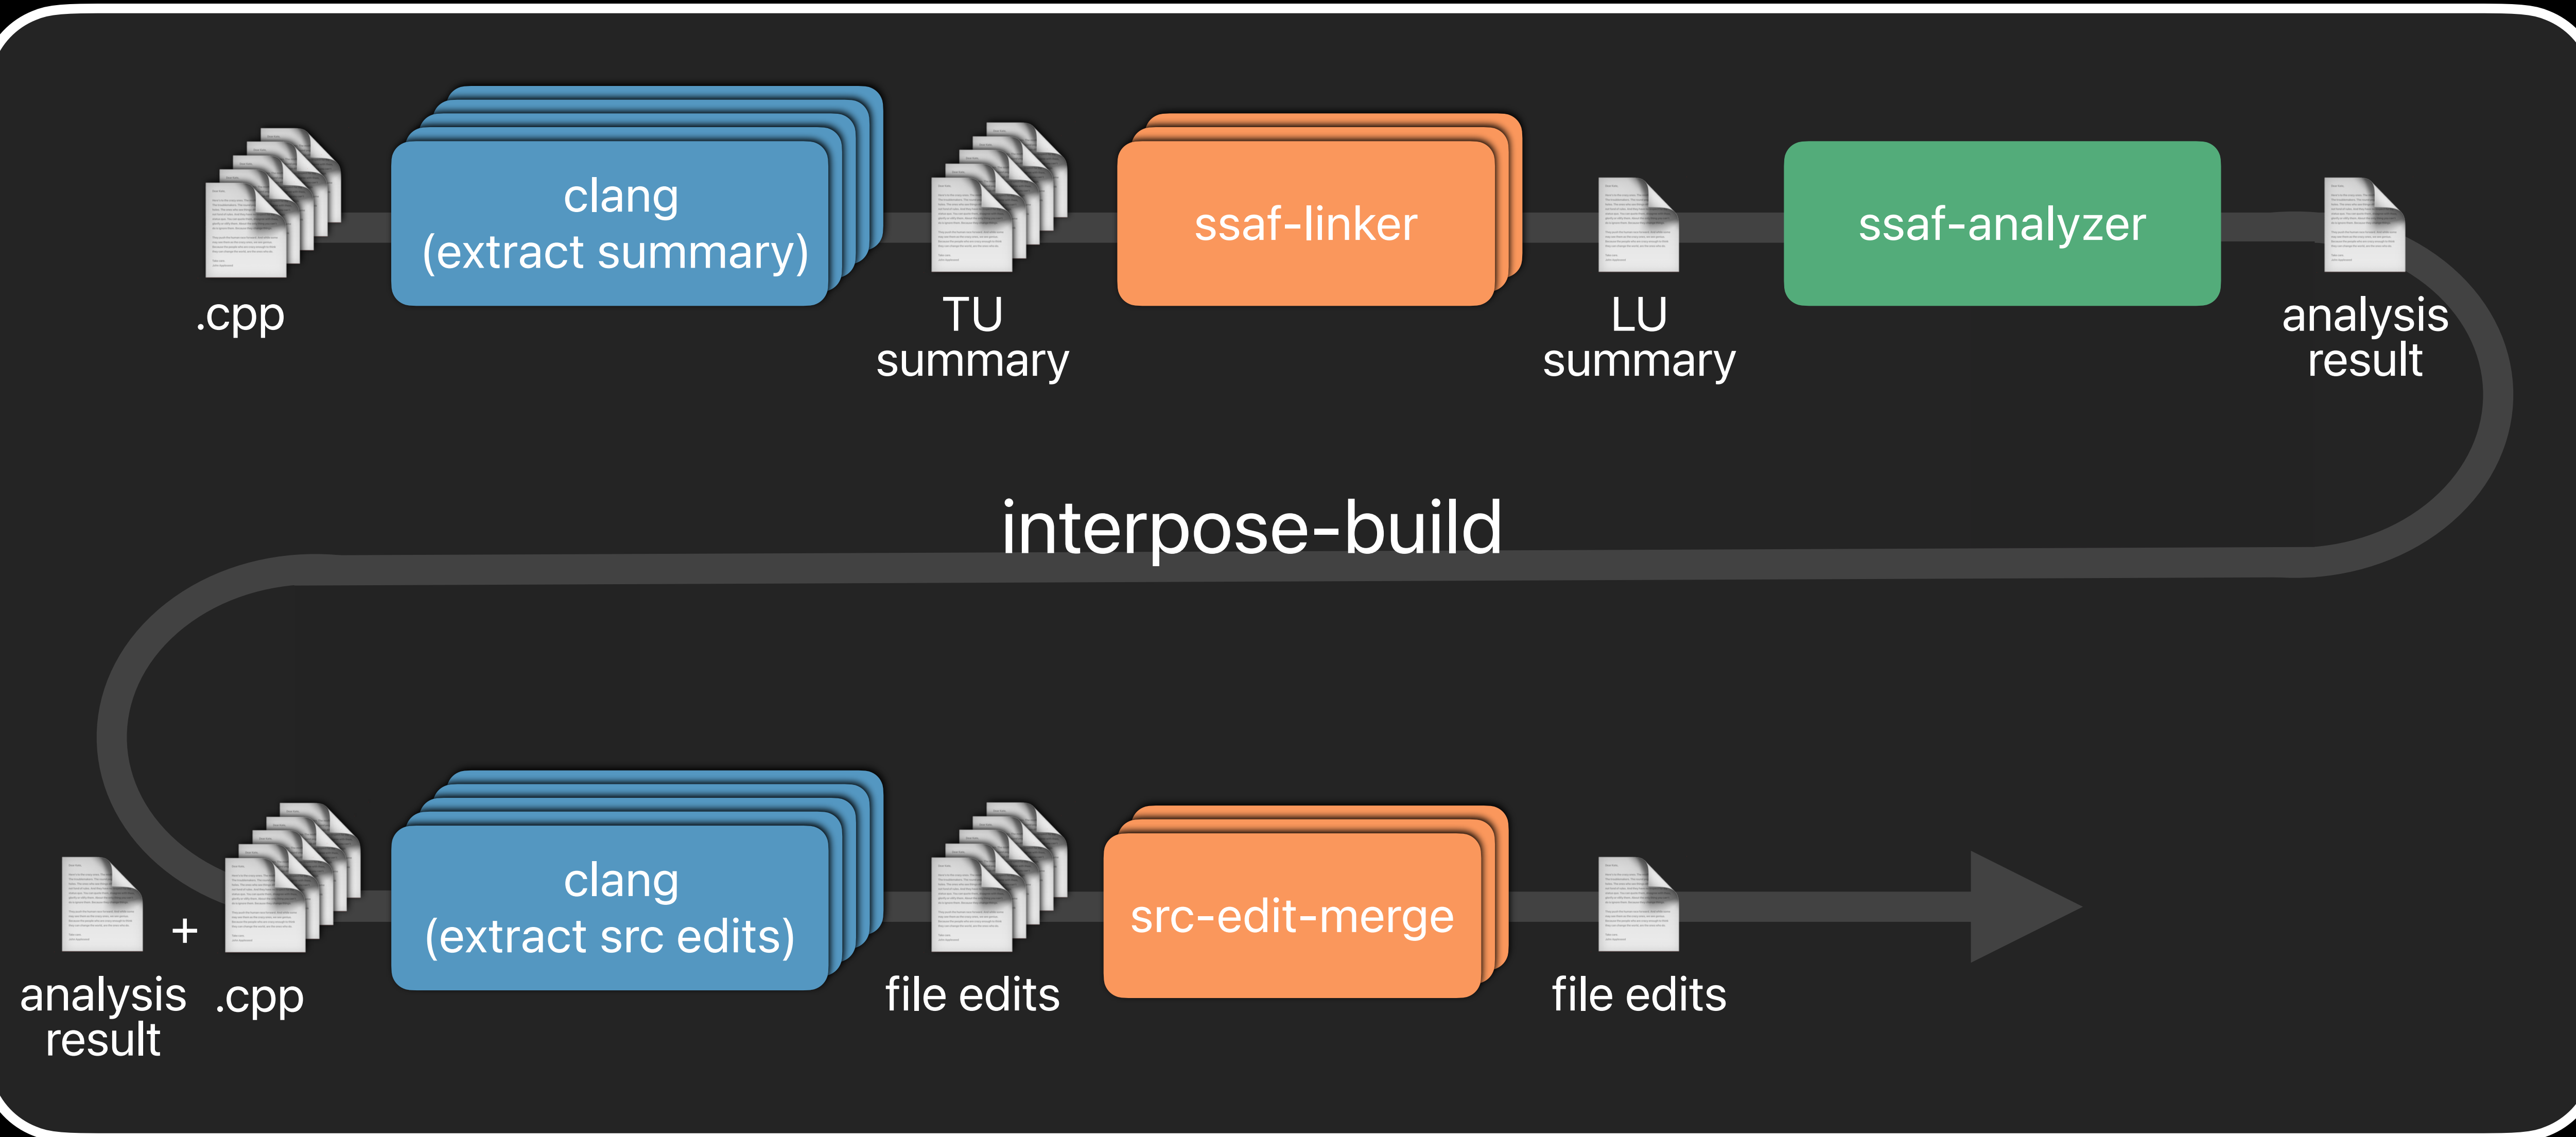 clang
(extract summary)
ssaf-linker
ssaf-analyzer
.cpp
TU
summary
LU
summary
analysis
result
interpose-build
clang
(extract src edits)
src-edit-merge
+
analysis
result
.cpp
file edits
file edits